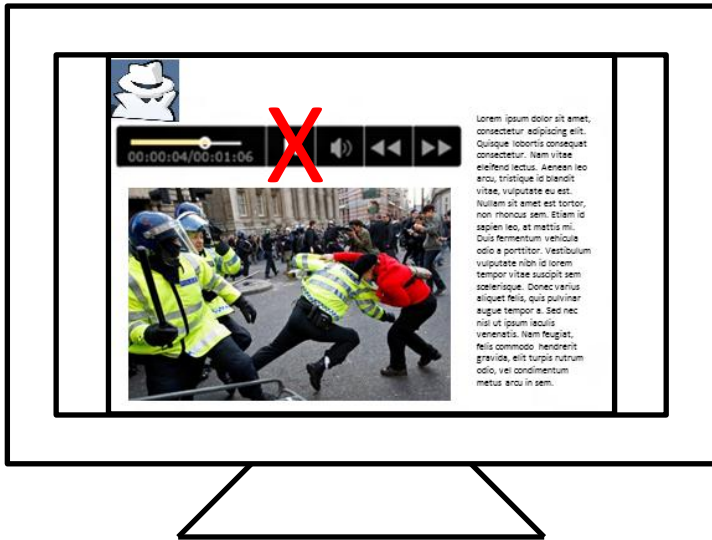 00:00:04/00:01:06
X
Lorem ipsum dolor sit amet,
consectetur adipiscing elit.
Quisque lobortis consequat
consectetur. Nam vitae
eleifend lectus. Aenean leo
arcu, tristique id blandit
vitae, vulputate eu est.
Nullam sit amet est tortor,
non rhoncus sem. Etiam id
sapien leo, at mattis mi.
Duis fermentum vehicula
odio a porttitor. Vestibulum
vulputate nibh id lorem
tempor vitae suscipit sem
scelerisque. Donec varius
aliquet felis, quis pulvinar
augue tempor a. Sed nec
nisl ut ipsum iaculis
venenatis. Nam feugiat,
felis commodo hendrerit
gravida, elit turpis rutrum
odio, vel condimentum
metus arcu in sem.